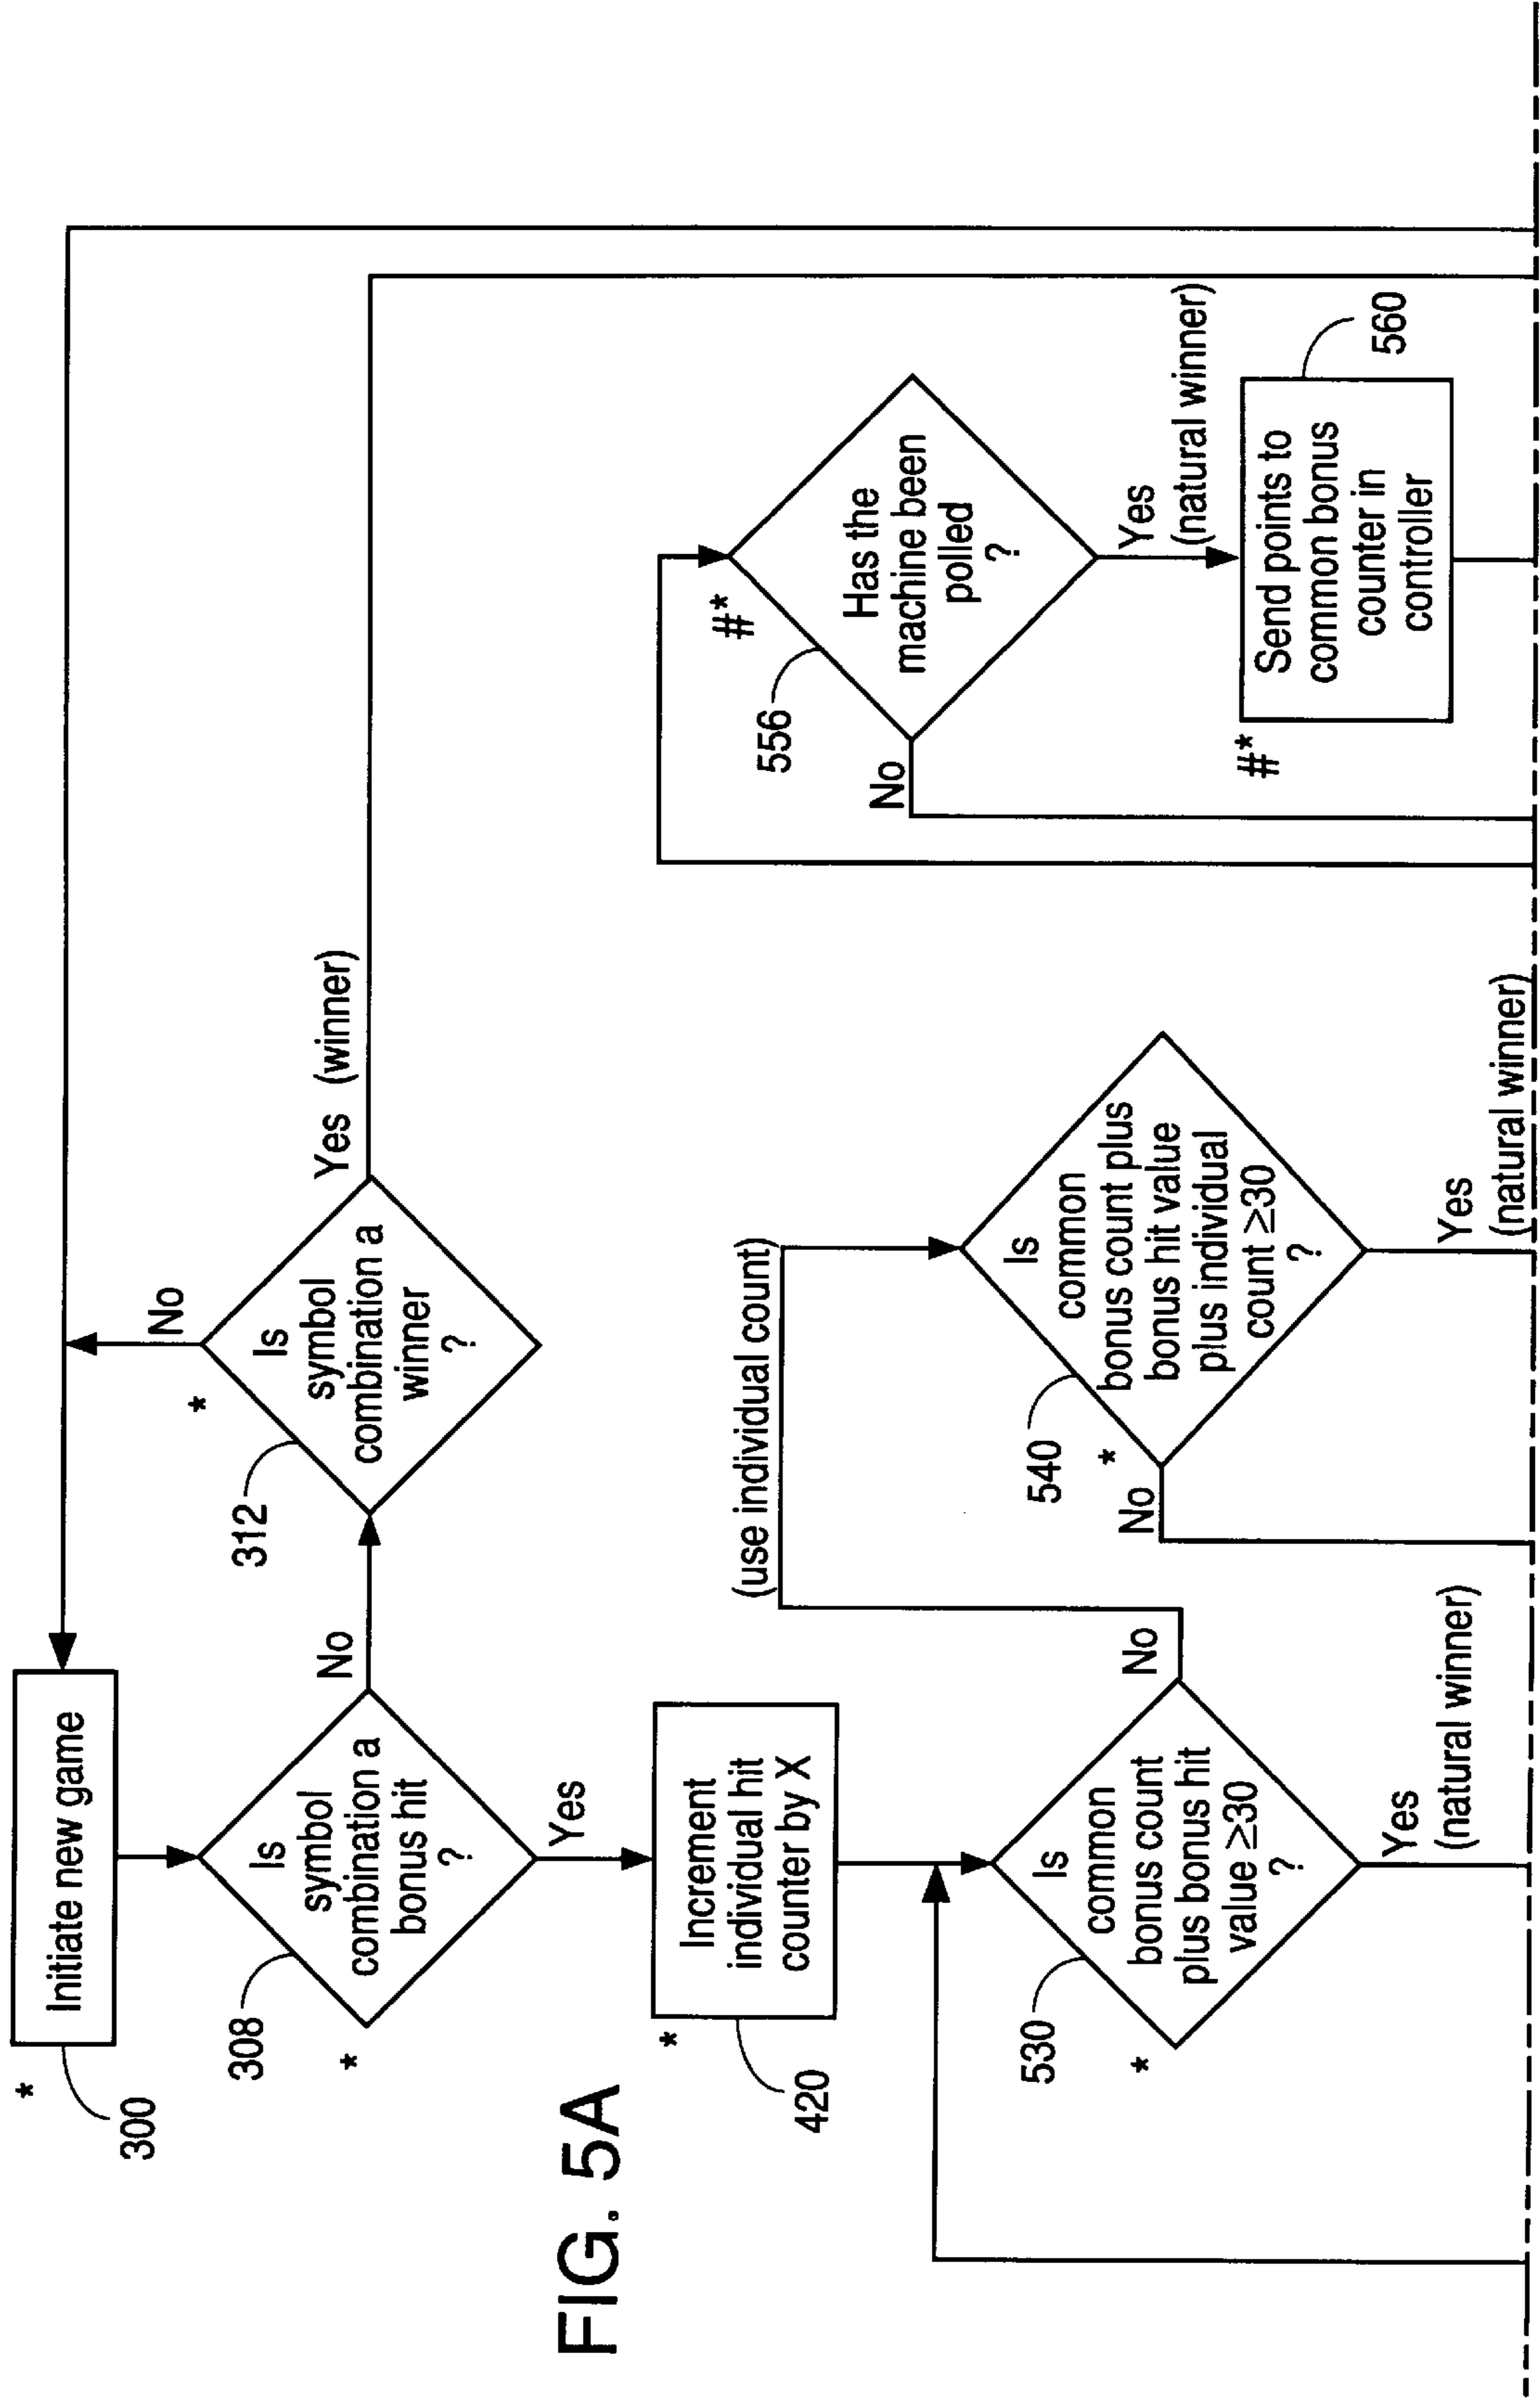 *
300
Initiate new game
308
*
Is
symbol
combination a
bonus hit
?
No
Yes
312
*
Is
symbol
combination a
winner
?
No
Yes (winner)
FIG. 5A
*
420
Increment
individual hit
counter by X
530
*
Is
common
bonus count
plus bonus hit
value ≥30
?
No
Yes
(natural winner)
(use individual count)
540
*
Is
common
bonus count plus
bonus hit value
plus individual
count ≥30
?
No
Yes
(natural winner)
#*
556
Has the
machine been
polled
?
No
Yes
(natural winner)
#*
Send points to
common bonus
counter in
controller
560